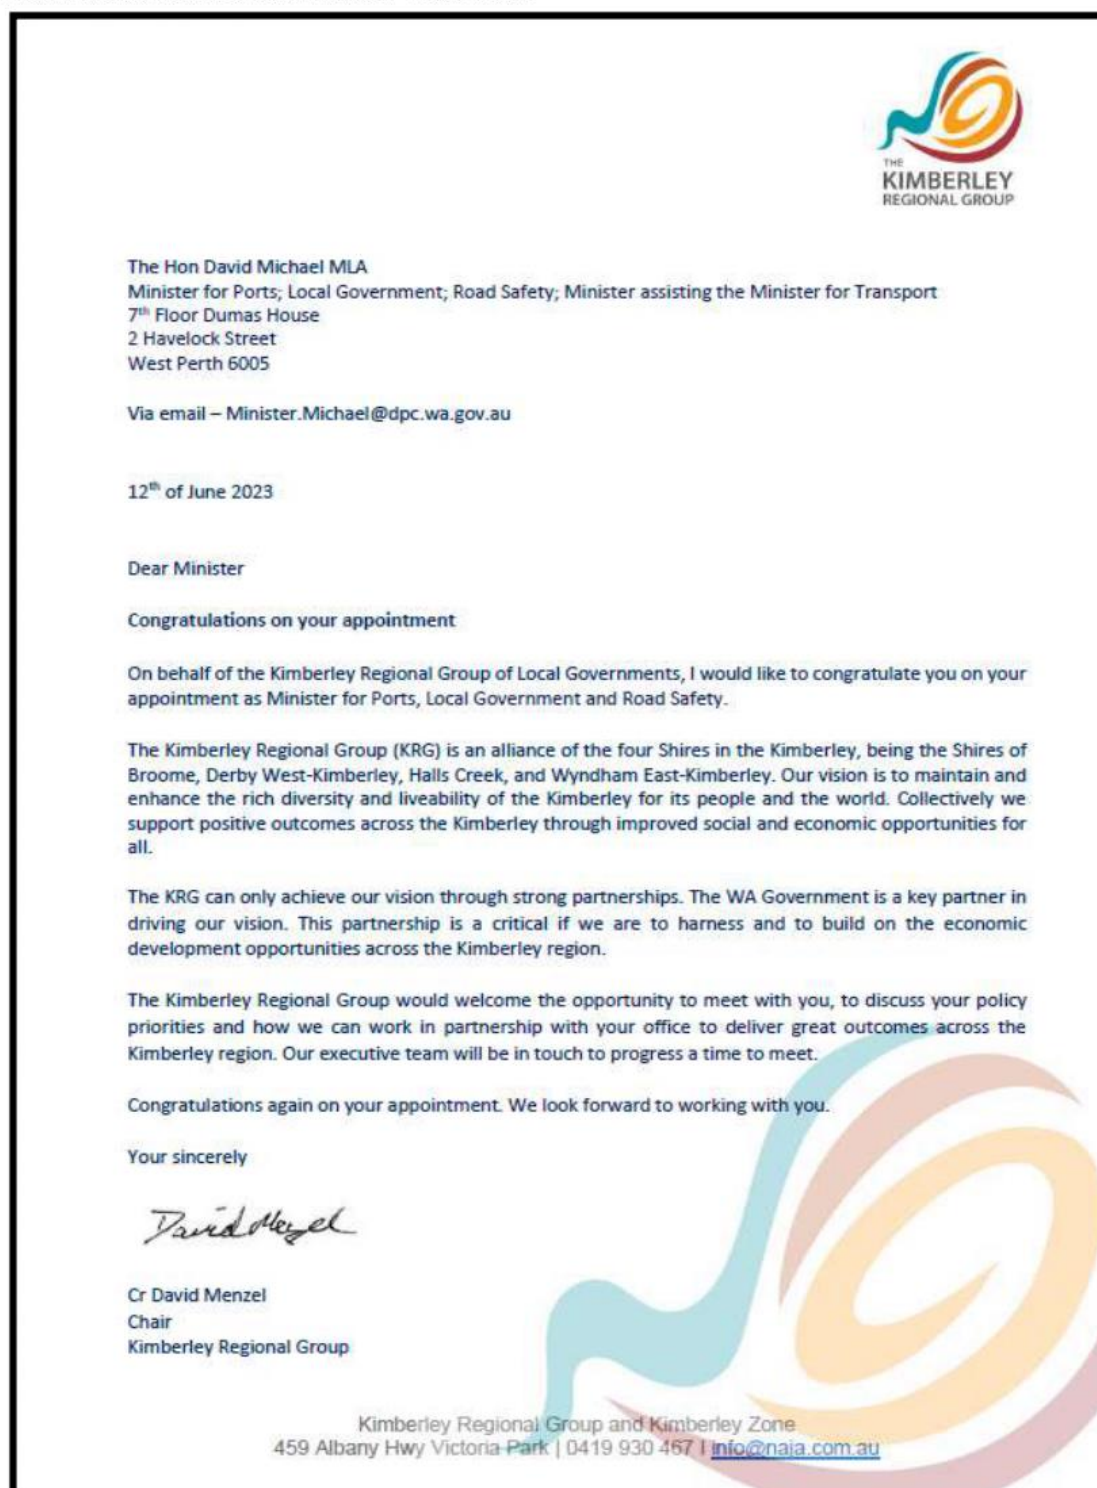 THE
KIMBERLEY
REGIONAL GROUP
The Hon David Michael MLA
Minister for Ports; Local Government; Road Safety; Minister assisting the Minister for Transport
7th Floor Dumas House
2 Havelock Street
West Perth 6005
Via email – Minister.Michael@dpc.wa.gov.au
12th of June 2023
Dear Minister
Congratulations on your appointment
On behalf of the Kimberley Regional Group of Local Governments, I would like to congratulate you on your
appointment as Minister for Ports, Local Government and Road Safety.
The Kimberley Regional Group (KRG) is an alliance of the four Shires in the Kimberley, being the Shires of
Broome, Derby West-Kimberley, Halls Creek, and Wyndham East-Kimberley. Our vision is to maintain and
enhance the rich diversity and liveability of the Kimberley for its people and the world. Collectively we
support positive outcomes across the Kimberley through improved social and economic opportunities for
all.
The KRG can only achieve our vision through strong partnerships. The WA Government is a key partner in
driving our vision. This partnership is a critical if we are to harness and to build on the economic
development opportunities across the Kimberley region.
The Kimberley Regional Group would welcome the opportunity to meet with you, to discuss your policy
priorities and how we can work in partnership with your office to deliver great outcomes across the
Kimberley region. Our executive team will be in touch to progress a time to meet.
Congratulations again on your appointment. We look forward to working with you.
Your sincerely
David Menzel
Cr David Menzel
Chair
Kimberley Regional Group
Kimberley Regional Group and Kimberley Zone
459 Albany Hwy Victoria Park | 0419 930 467 I info@naja.com.au